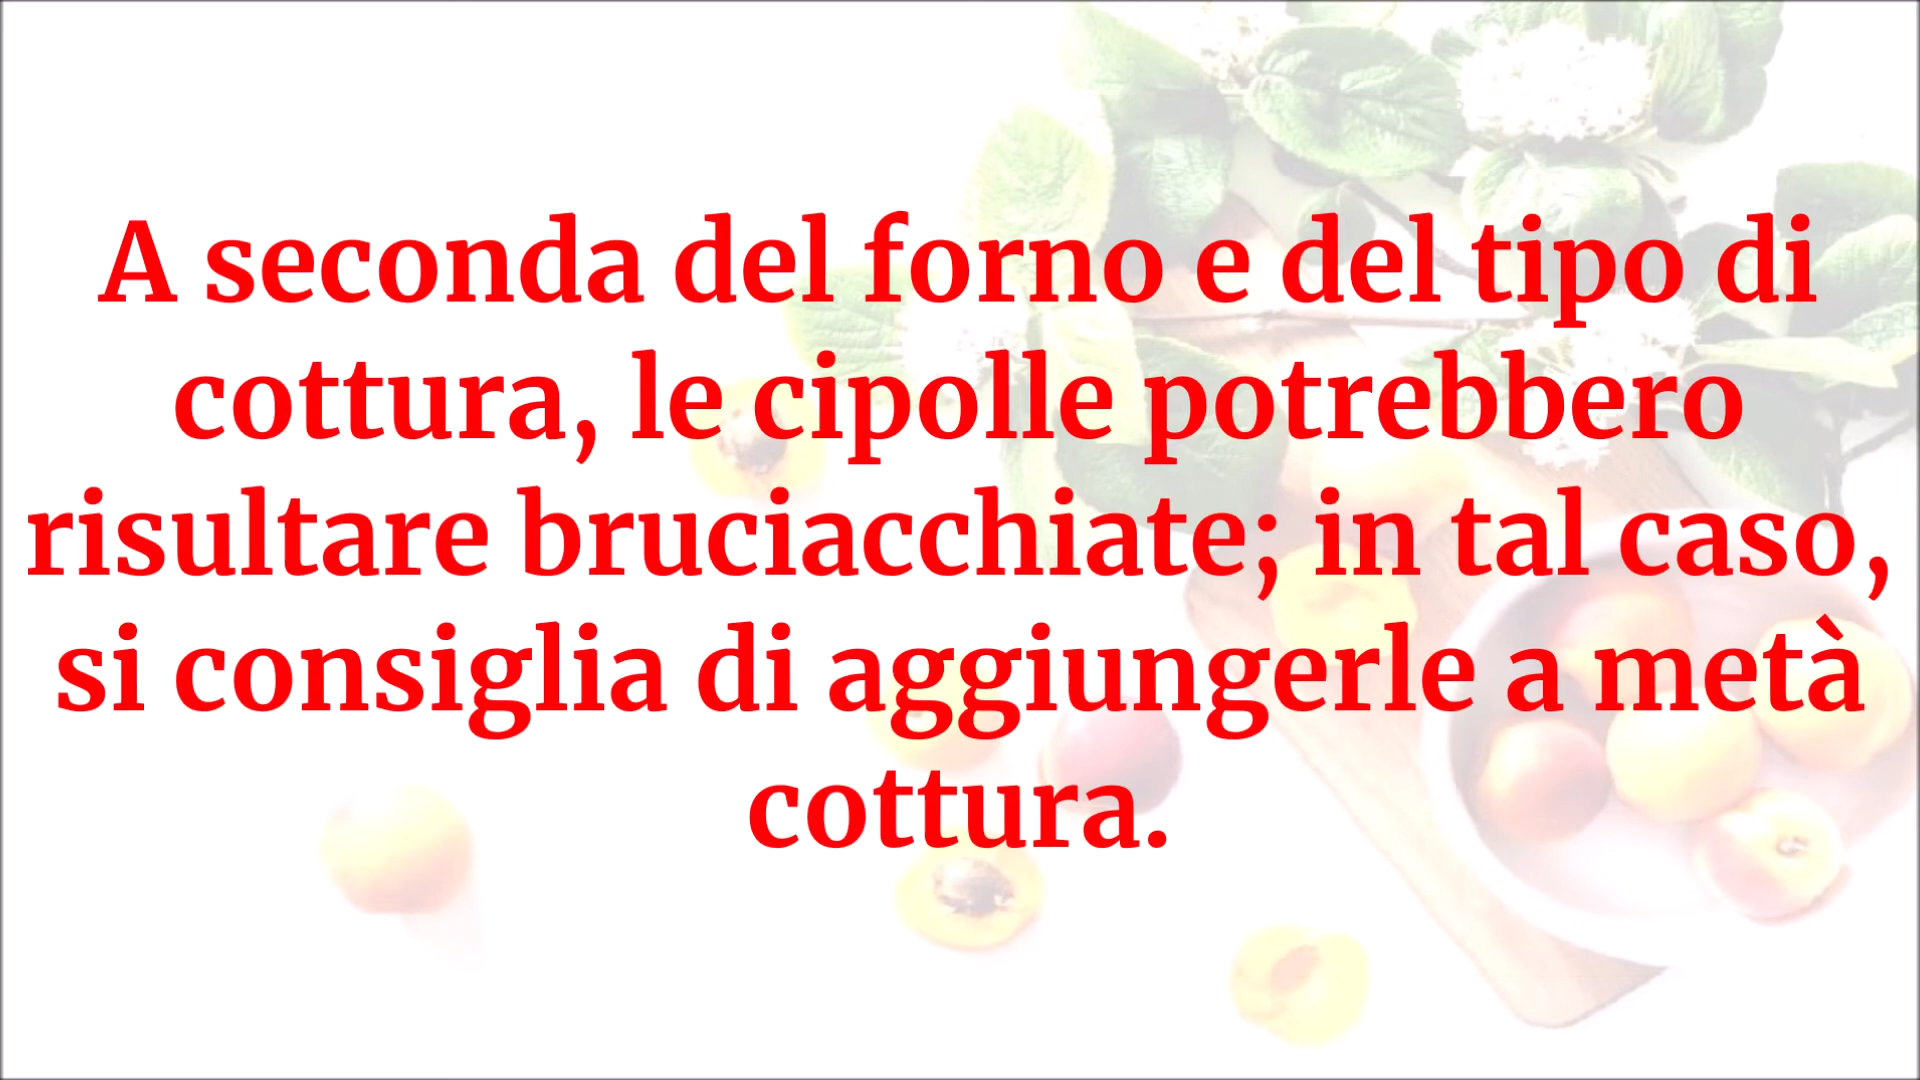 A seconda del forno e del tipo di
cottura, le cipolle potrebbero
risultare bruciacchiate; in tal caso,
si consiglia di aggiungerle a metà
cottura.